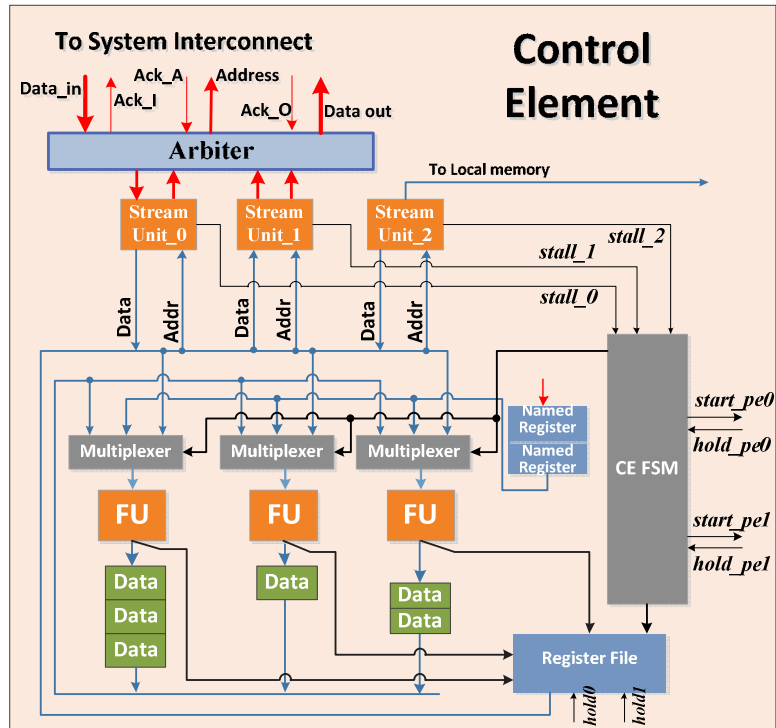 To System Interconnect
Control
Element
Data_in
Ack_I
Ack_A
Address
Ack_O
Data out
Arbiter
To Local memory
Stream
Unit_0
Stream
Unit_1
Stream
Unit_2
stall_2
stall_1
stall_0
Data
Addr
Data
Addr
Data
Addr
Named
Register
Named
Register
Multiplexer
Multiplexer
Multiplexer
CE FSM
start_pe0
hold_pe0
start_pe1
hold_pe1
FU
FU
FU
Data
Data
Data
Data
Data
Data
Register File
hold0
hold1